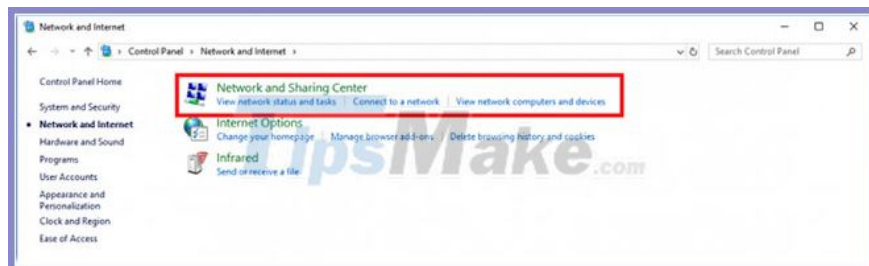 Network and Internet
Control Panel > Network and Internet >
Search Control Panel
Control Panel Home
System and Security
Network and Internet
Hardware and Sound
Programs
User Accounts
Appearance and
Personalization
Clock and Region
Ease of Access
Network and Sharing Center
View network status and tasks | Connect to a network | View network computers and devices
Internet Options
Change your homepage | Manage browser add-ons | Delete browsing history and cookies
Infrared
Send or receive a file
TipsMake.com